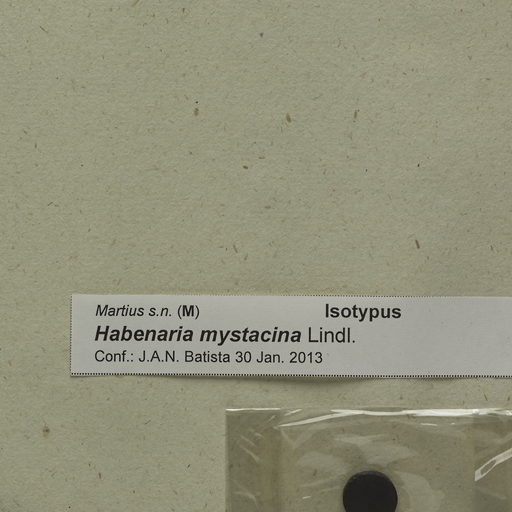 Martius s.n. (M) Isotypus
Habenaria mystacina Lindl.
Conf.: J.A.N. Batista 30 Jan. 2013